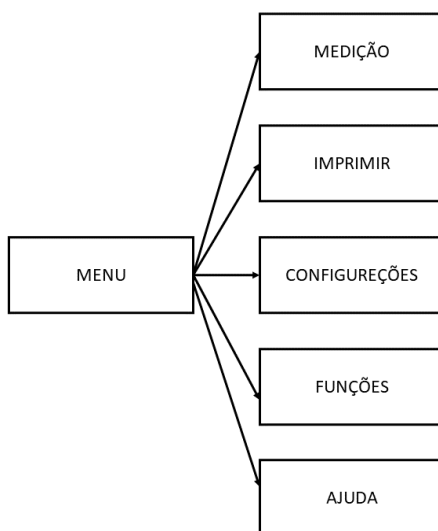 MEDIÇÃO
IMPRIMIR
MENU
CONFIGUREÇÕES
FUNÇÕES
AJUDA